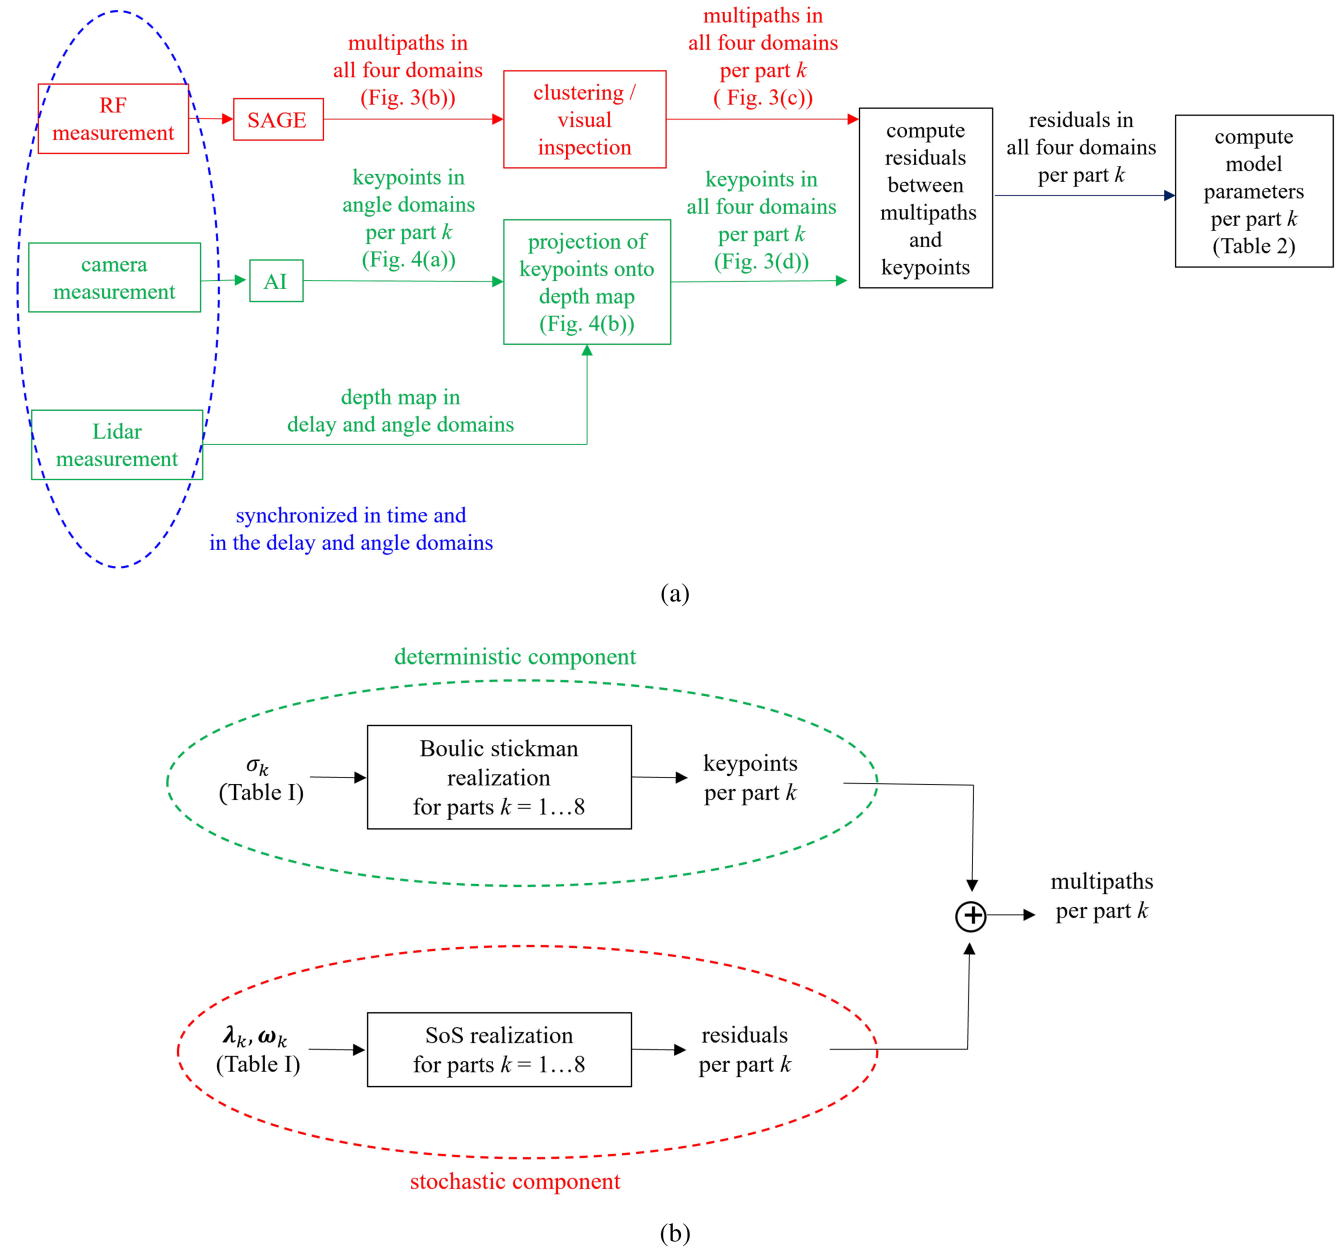 RF
measurement
SAGE
multipaths in
all four domains
(Fig. 3(b))
clustering /
visual
inspection
multipaths in
all four domains
per part k
( Fig. 3(c))
camera
measurement
AI
keypoints in
angle domains
per part k
(Fig. 4(a))
projection of
keypoints onto
depth map
(Fig. 4(b))
keypoints in
all four domains
per part k
(Fig. 3(d))
compute
residuals
between
multipaths
and
keypoints
residuals in
all four domains
per part k
compute
model
parameters
per part k
(Table 2)
Lidar
measurement
depth map in
delay and angle domains
synchronized in time and
in the delay and angle domains
(a)
deterministic component
σₖ
(Table I)
Boulic stickman
realization
for parts k = 1…8
keypoints
per part k
+
multipaths
per part k
λₖ, ωₖ
(Table I)
SoS realization
for parts k = 1…8
residuals
per part k
stochastic component
(b)